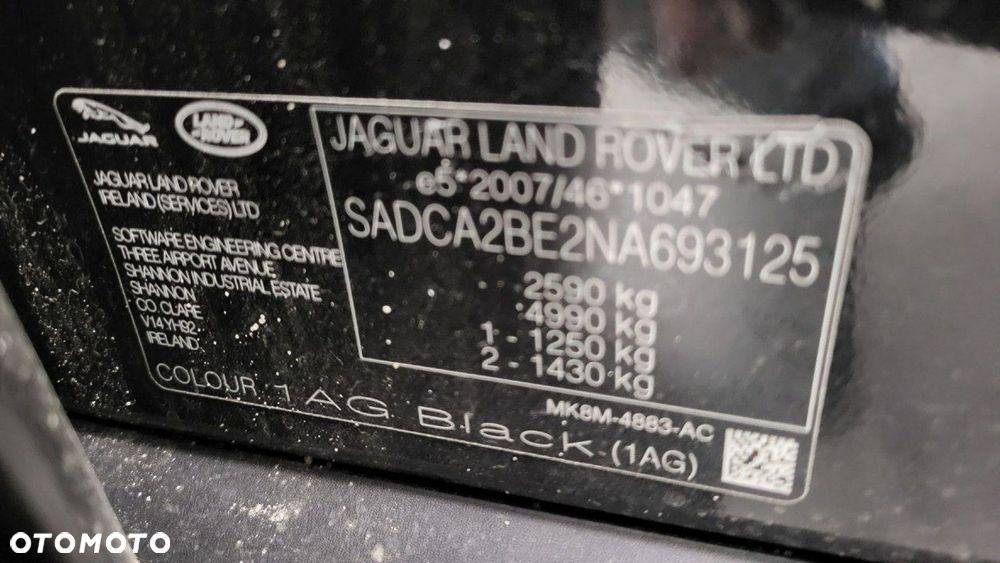 JAGUAR
LAND ROVER
JAGUAR LAND ROVER
IRELAND (SERVICES) LTD
SOFTWARE ENGINEERING CENTRE
THREE AIRPORT AVENUE
SHANNON INDUSTRIAL ESTATE
SHANNON
CO. CLARE
V14 YH92
IRELAND
JAGUAR LAND ROVER LTD
e5*2007/46*1047
SADCA2BE2NA693125
2590 kg
4990 kg
1 - 1250 kg
2 - 1430 kg
MK8M-4883-AC
COLOUR 1AG Black (1AG)
OTOMOTO